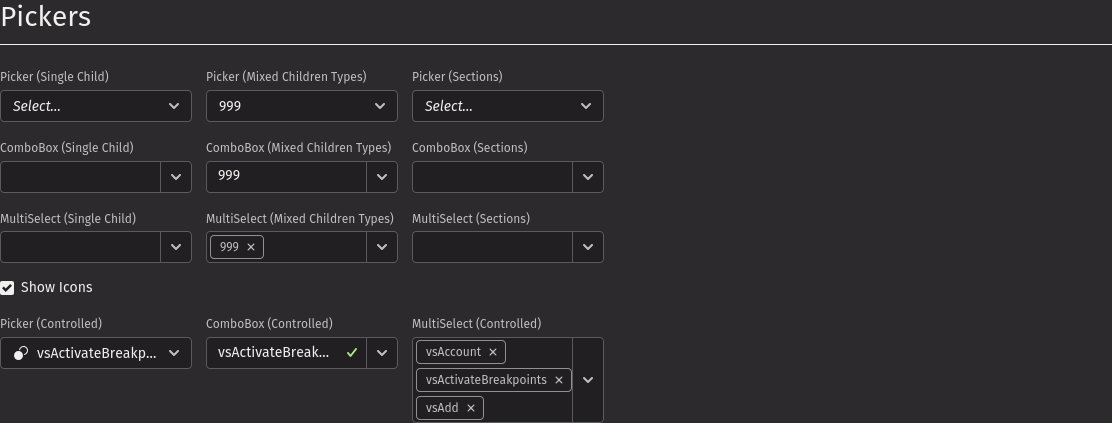 Pickers
Picker (Single Child) Picker (Mixed Children Types) Picker (Sections)
Select... 999 Select...
ComboBox (Single Child) ComboBox (Mixed Children Types) ComboBox (Sections)
999
MultiSelect (Single Child) MultiSelect (Mixed Children Types) MultiSelect (Sections)
999
Show Icons
Picker (Controlled) ComboBox (Controlled) MultiSelect (Controlled)
vsActivateBreakp... vsActivateBreak... vsAccount
vsActivateBreakpoints
vsAdd